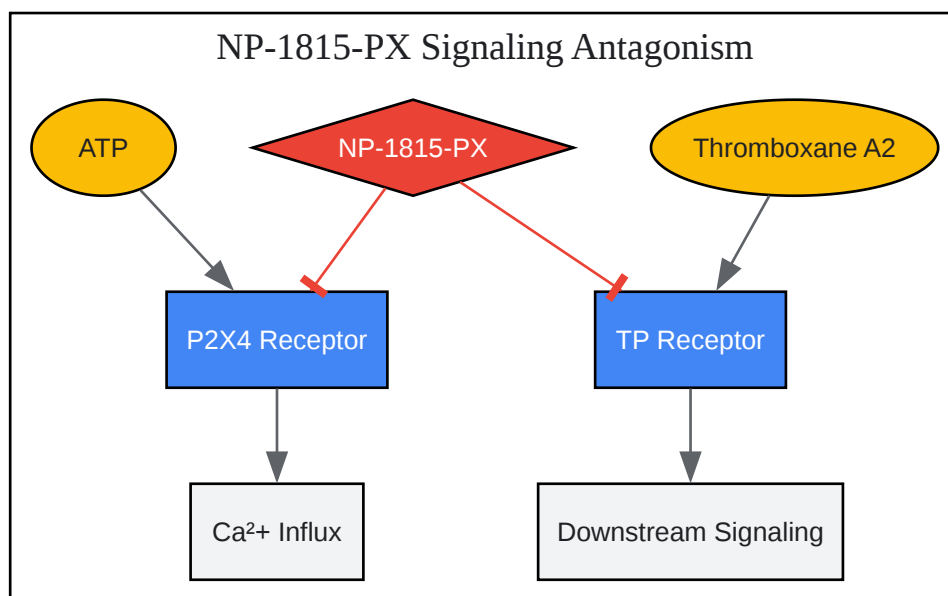 NP-1815-PX Signaling Antagonism
ATP
NP-1815-PX
Thromboxane A2
P2X4 Receptor
TP Receptor
Ca²+ Influx
Downstream Signaling